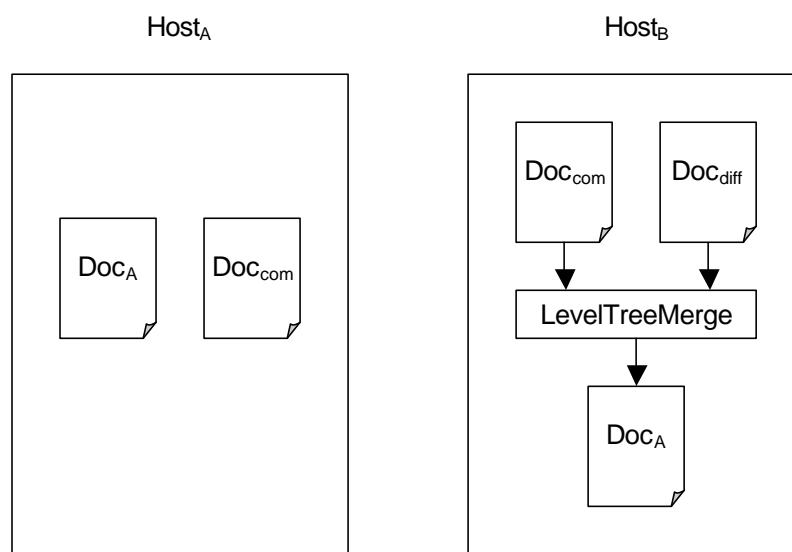 HostA
HostB
Doccom
Docdiff
DocA
Doccom
LevelTreeMerge
DocA